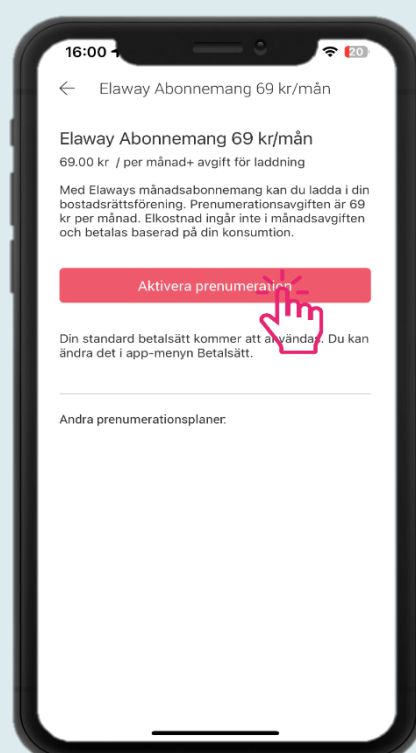 16:00
20
Elaway Abonnemang 69 kr/mån
Elaway Abonnemang 69 kr/mån
69.00 kr / per månad+ avgift för laddning
Med Elaways månadsabonnemang kan du ladda i din
bostadsrättsförening. Prenumerationsavgiften är 69
kr per månad. Elkostnad ingår inte i månadsavgiften
och betalas baserad på din konsumtion.
Aktivera prenumeration
Din standard betalsätt kommer att användas. Du kan
ändra det i app-menyn Betalsätt.
Andra prenumerationsplaner: